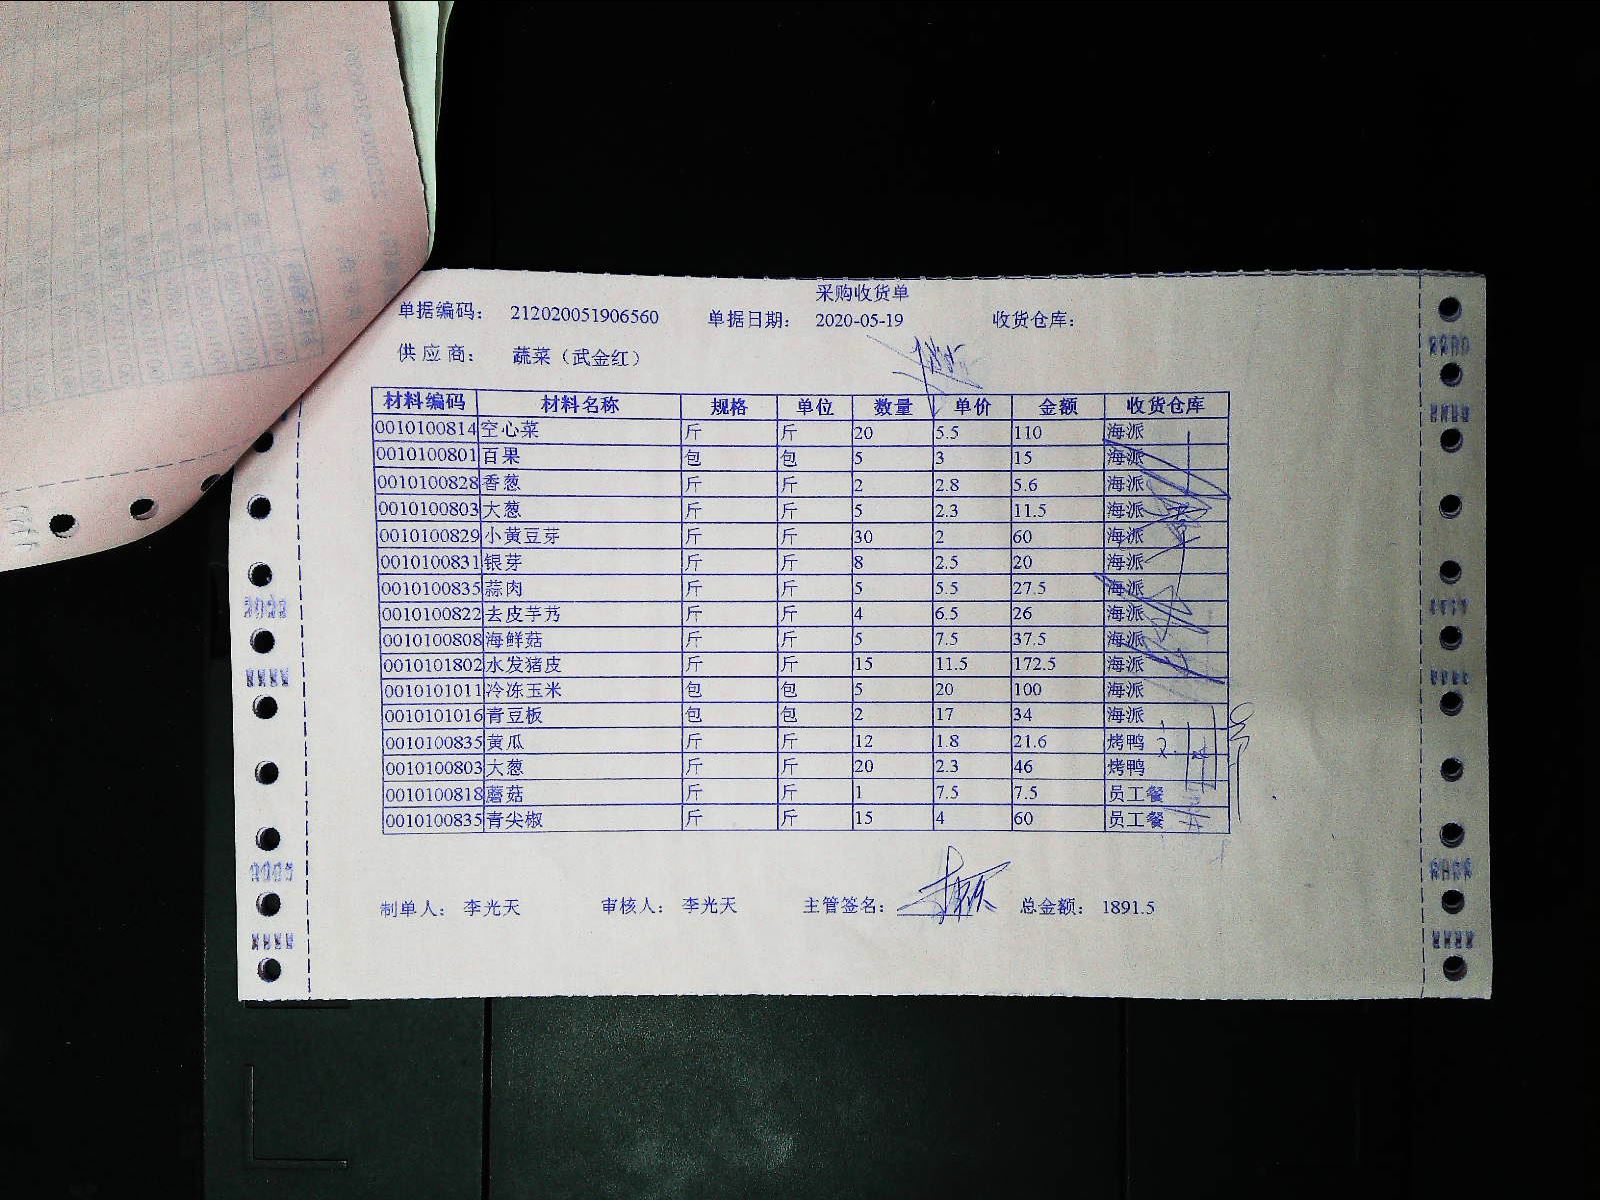 采购收货单
单据编码： 212020051906560 单据日期： 2020-05-19 收货仓库：
供应商： 蔬菜（武金红）
材料编码 材料名称 规格 单位 数量 单价 金额 收货仓库
0010100814 空心菜 斤 斤 20 5.5 110 海派
0010100801 百果 包 包 5 3 15 海派
0010100828 香葱 斤 斤 2 2.8 5.6 海派
0010100803 大葱 斤 斤 5 2.3 11.5 海派
0010100829 小黄豆芽 斤 斤 30 2 60 海派
0010100831 银芽 斤 斤 8 2.5 20 海派
0010100835 蒜肉 斤 斤 5 5.5 27.5 海派
0010100822 去皮芋艿 斤 斤 4 6.5 26 海派
0010100808 海鲜菇 斤 斤 5 7.5 37.5 海派
0010101802 水发猪皮 斤 斤 15 11.5 172.5 海派
0010101011 冷冻玉米 包 包 5 20 100 海派
0010101016 青豆板 包 包 2 17 34 海派
0010100835 黄瓜 斤 斤 12 1.8 21.6 烤鸭
0010100803 大葱 斤 斤 20 2.3 46 烤鸭
0010100818 蘑菇 斤 斤 1 7.5 7.5 员工餐
0010100835 青尖椒 斤 斤 15 4 60 员工餐
制单人： 李光天 审核人： 李光天 主管签名： 总金额： 1891.5